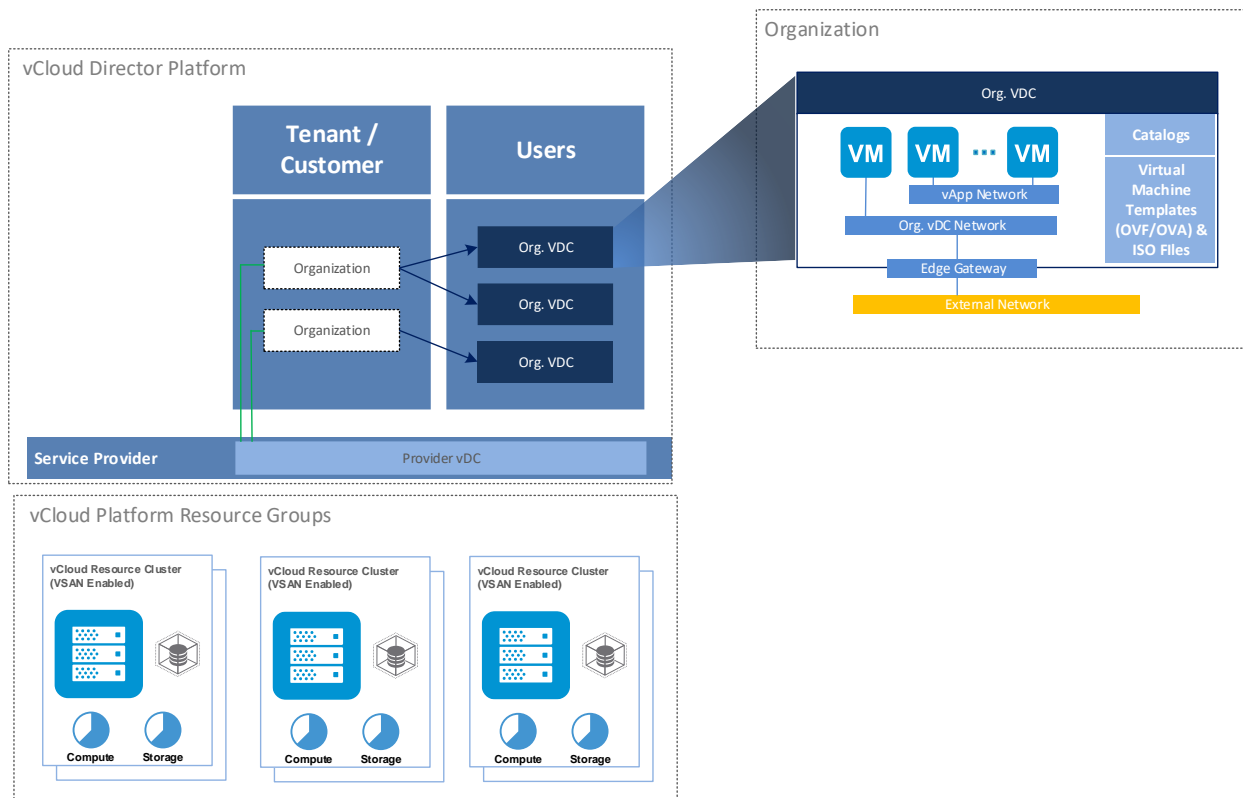 vCloud Director Platform
Tenant /
Customer
Users
Organization
Organization
Org. VDC
Org. VDC
Org. VDC
Service Provider
Provider vDC
Organization
Org. VDC
VM
VM
VM
Catalogs
Virtual
Machine
Templates
(OVF/OVA) &
ISO FIles
vApp Network
Org. vDC Network
Edge Gateway
External Network
vCloud Platform Resource Groups
vCloud Resource Cluster
(VSAN Enabled)
Compute
Storage
vCloud Resource Cluster
(VSAN Enabled)
Compute
Storage
vCloud Resource Cluster
(VSAN Enabled)
Compute
Storage